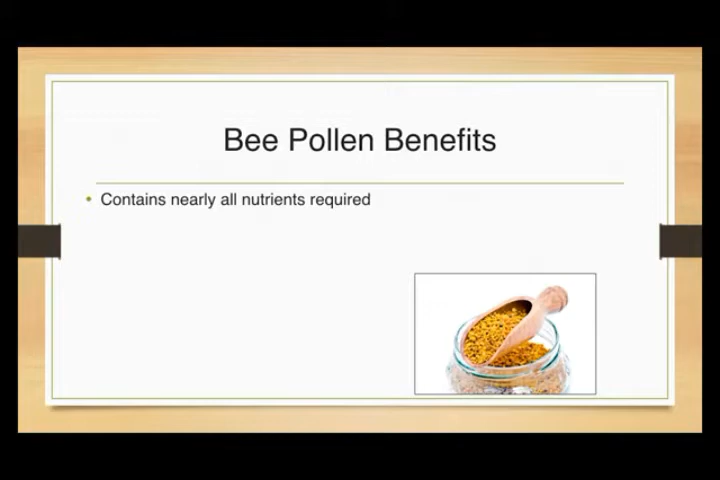 Bee Pollen Benefits
• Contains nearly all nutrients required